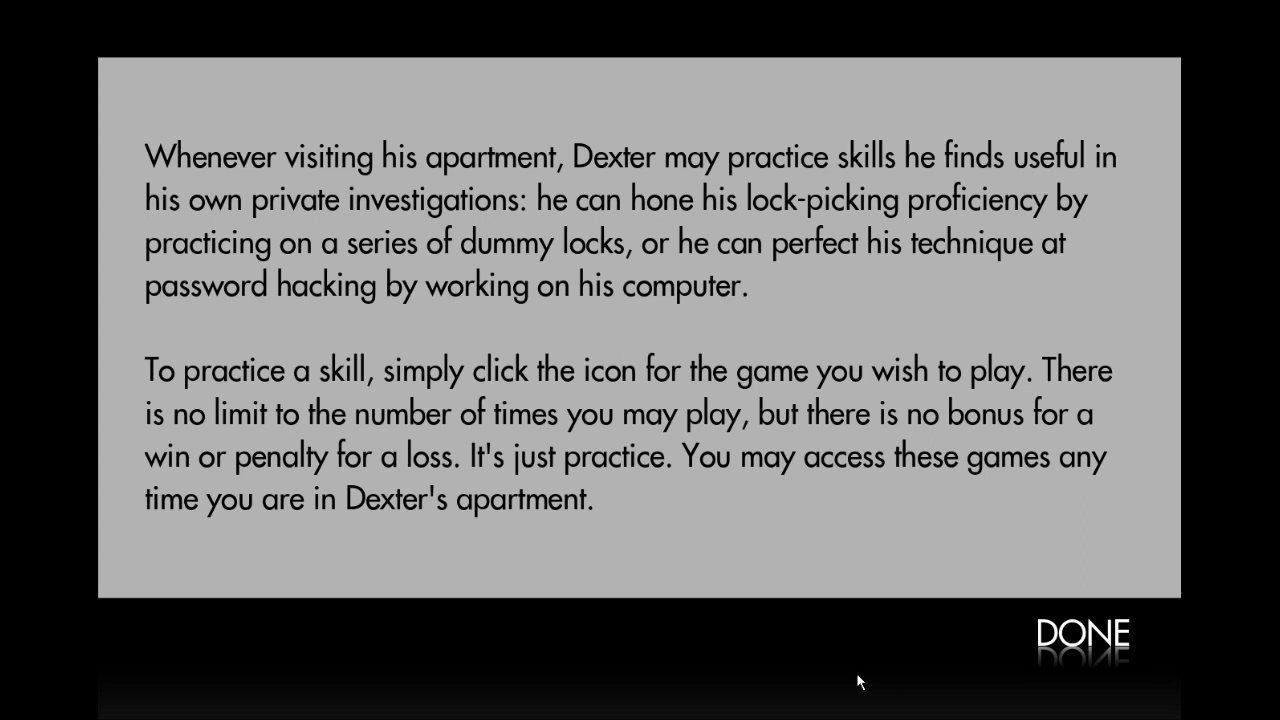 Whenever visiting his apartment, Dexter may practice skills he finds useful in
his own private investigations: he can hone his lock-picking proficiency by
practicing on a series of dummy locks, or he can perfect his technique at
password hacking by working on his computer.
To practice a skill, simply click the icon for the game you wish to play. There
is no limit to the number of times you may play, but there is no bonus for a
win or penalty for a loss. It's just practice. You may access these games any
time you are in Dexter's apartment.
DONE